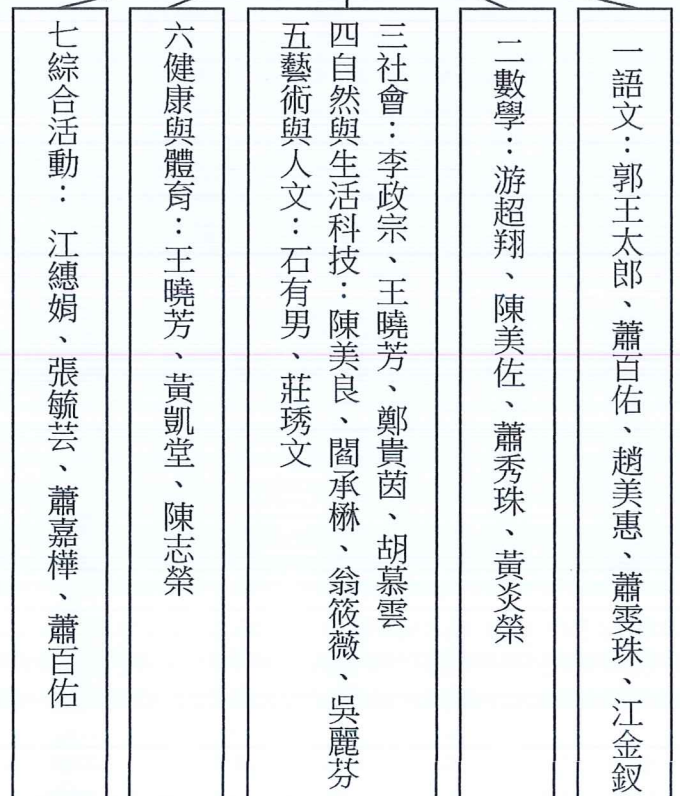 一語文：郭王太郎、蕭百佑、趙美惠、蕭雯珠、江金釵
二數學：游超翔、陳美佐、蕭秀珠、黃炎榮
三社會：李政宗、王曉芳、鄭貴茵、胡慕雲
四自然與生活科技：陳美良、閻承楙、翁筱薇、吳麗芬
五藝術與人文：石有男、莊琇文
六健康與體育：王曉芳、黃凱堂、陳志榮
七綜合活動： 江繐娟、張毓芸、蕭嘉樺、蕭百佑